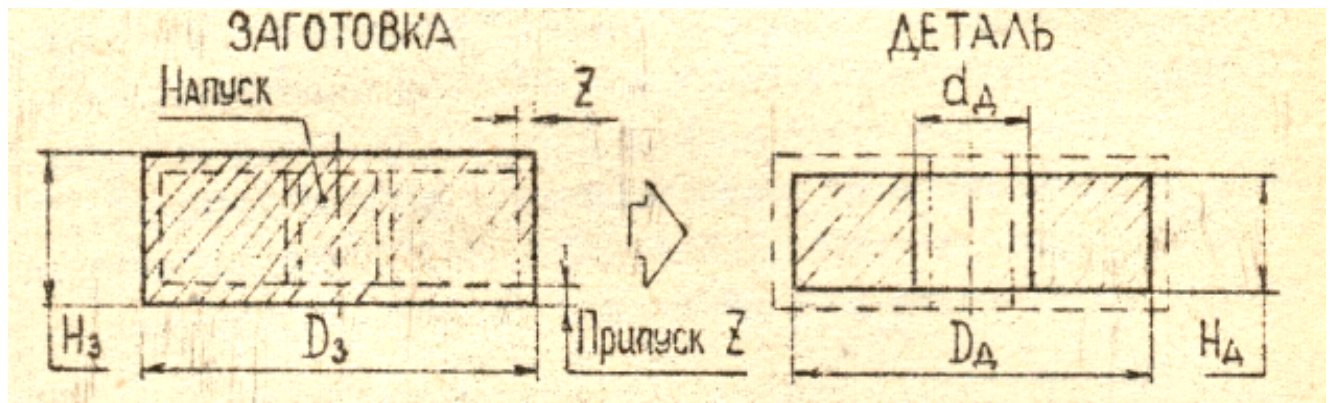 ЗАГОТОВКА
ДЕТАЛЬ
Напуск
Z
dД
HЗ
DЗ
Припуск Z
DД
HД